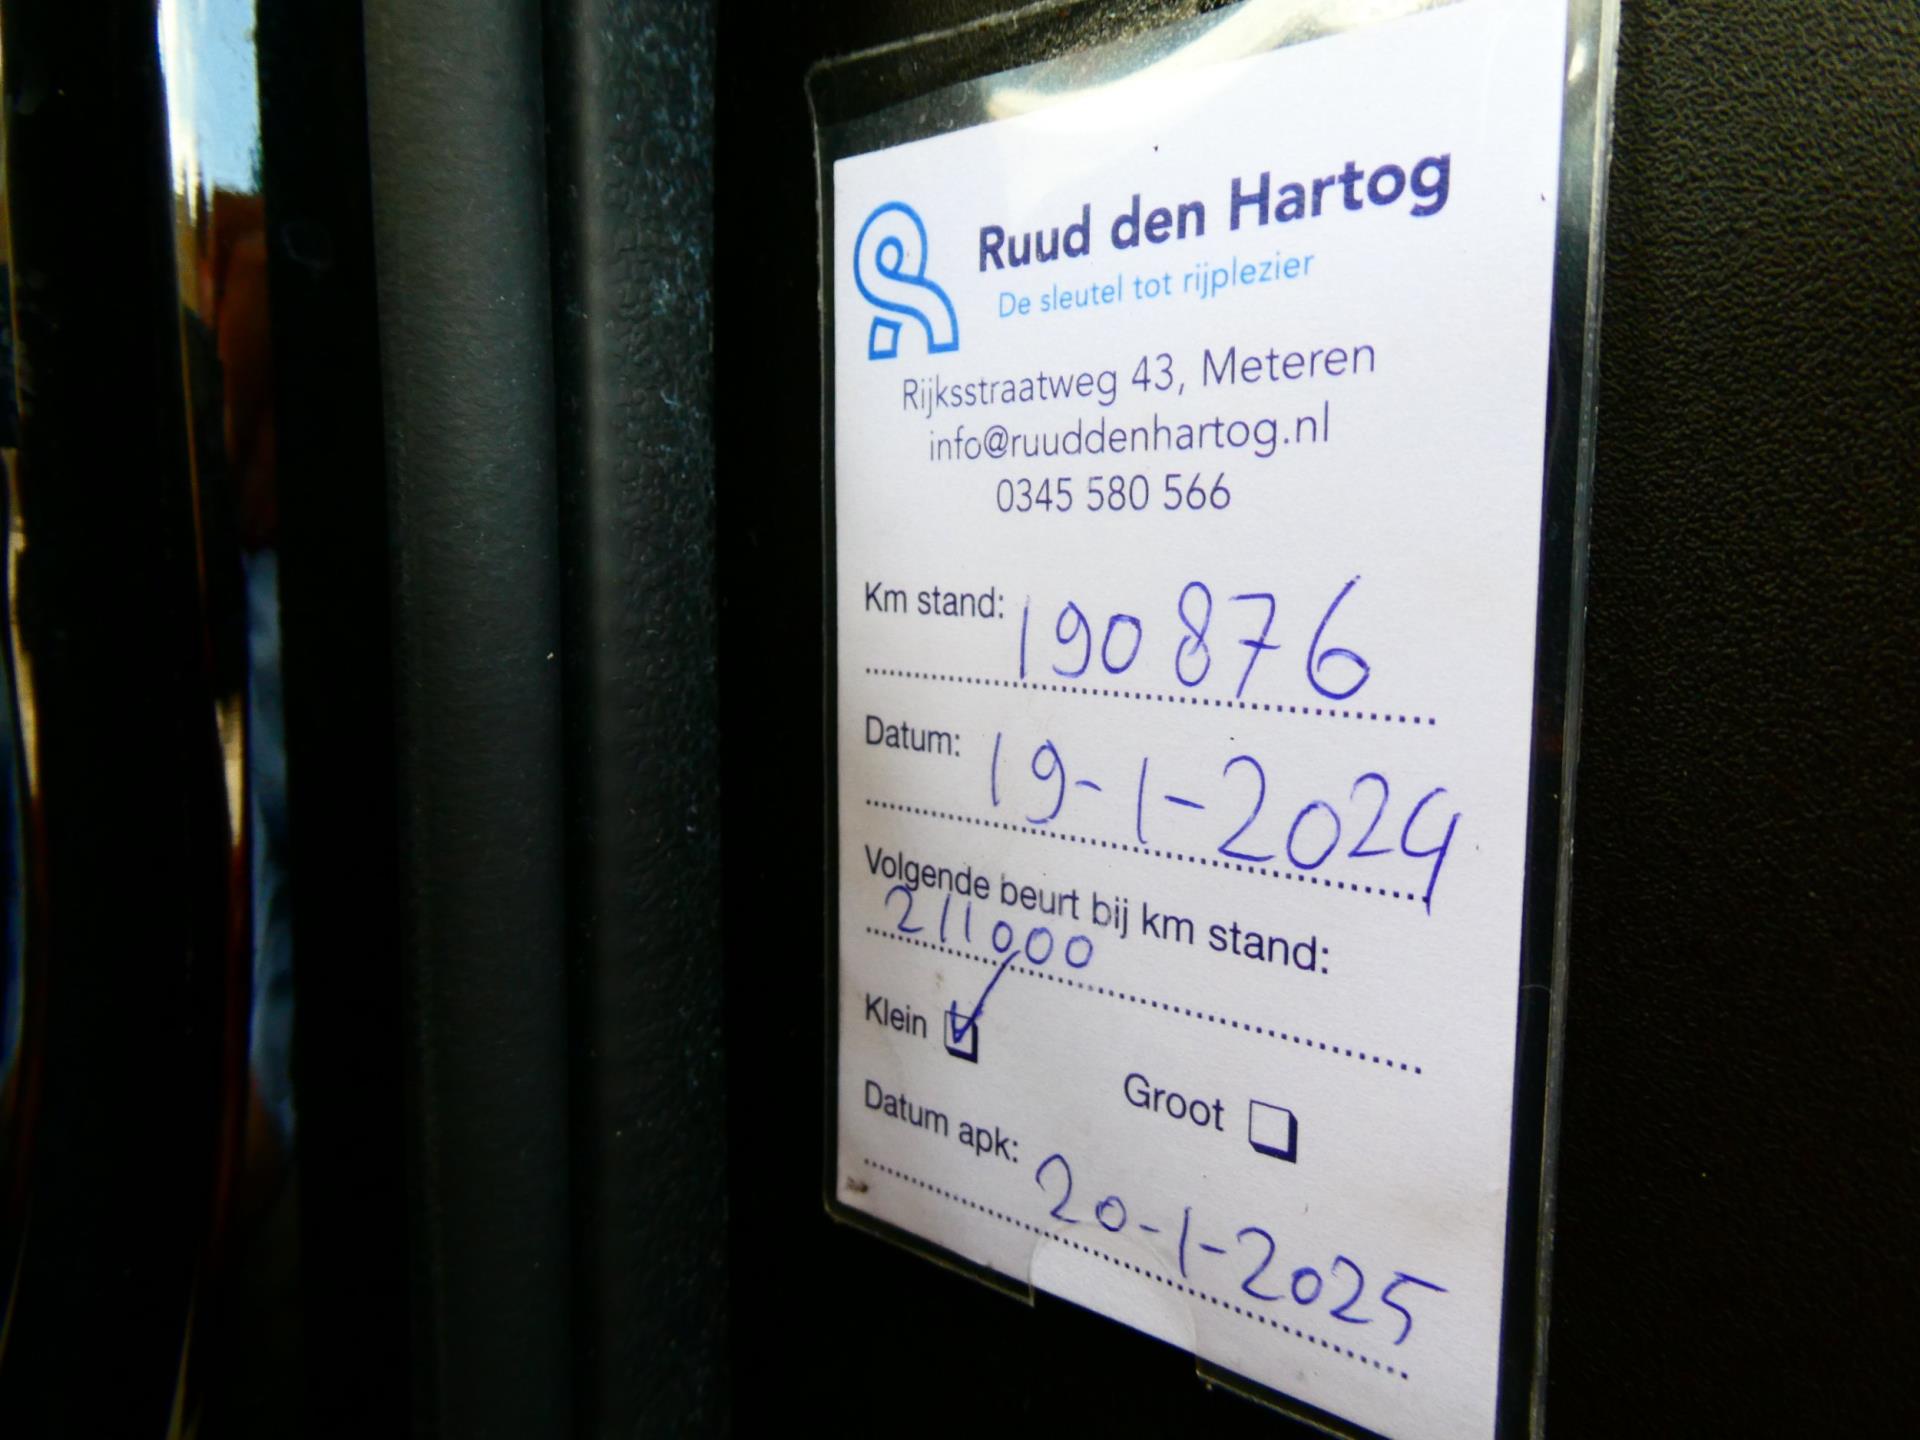 Ruud den Hartog
De sleutel tot rijplezier
Rijksstraatweg 43, Meteren
info@ruuddenhartog.nl
0345 580 566
Km stand: 190876
Datum: 19-1-2024
Volgende beurt bij km stand:
211000
Klein
Groot
Datum apk: 20-1-2025